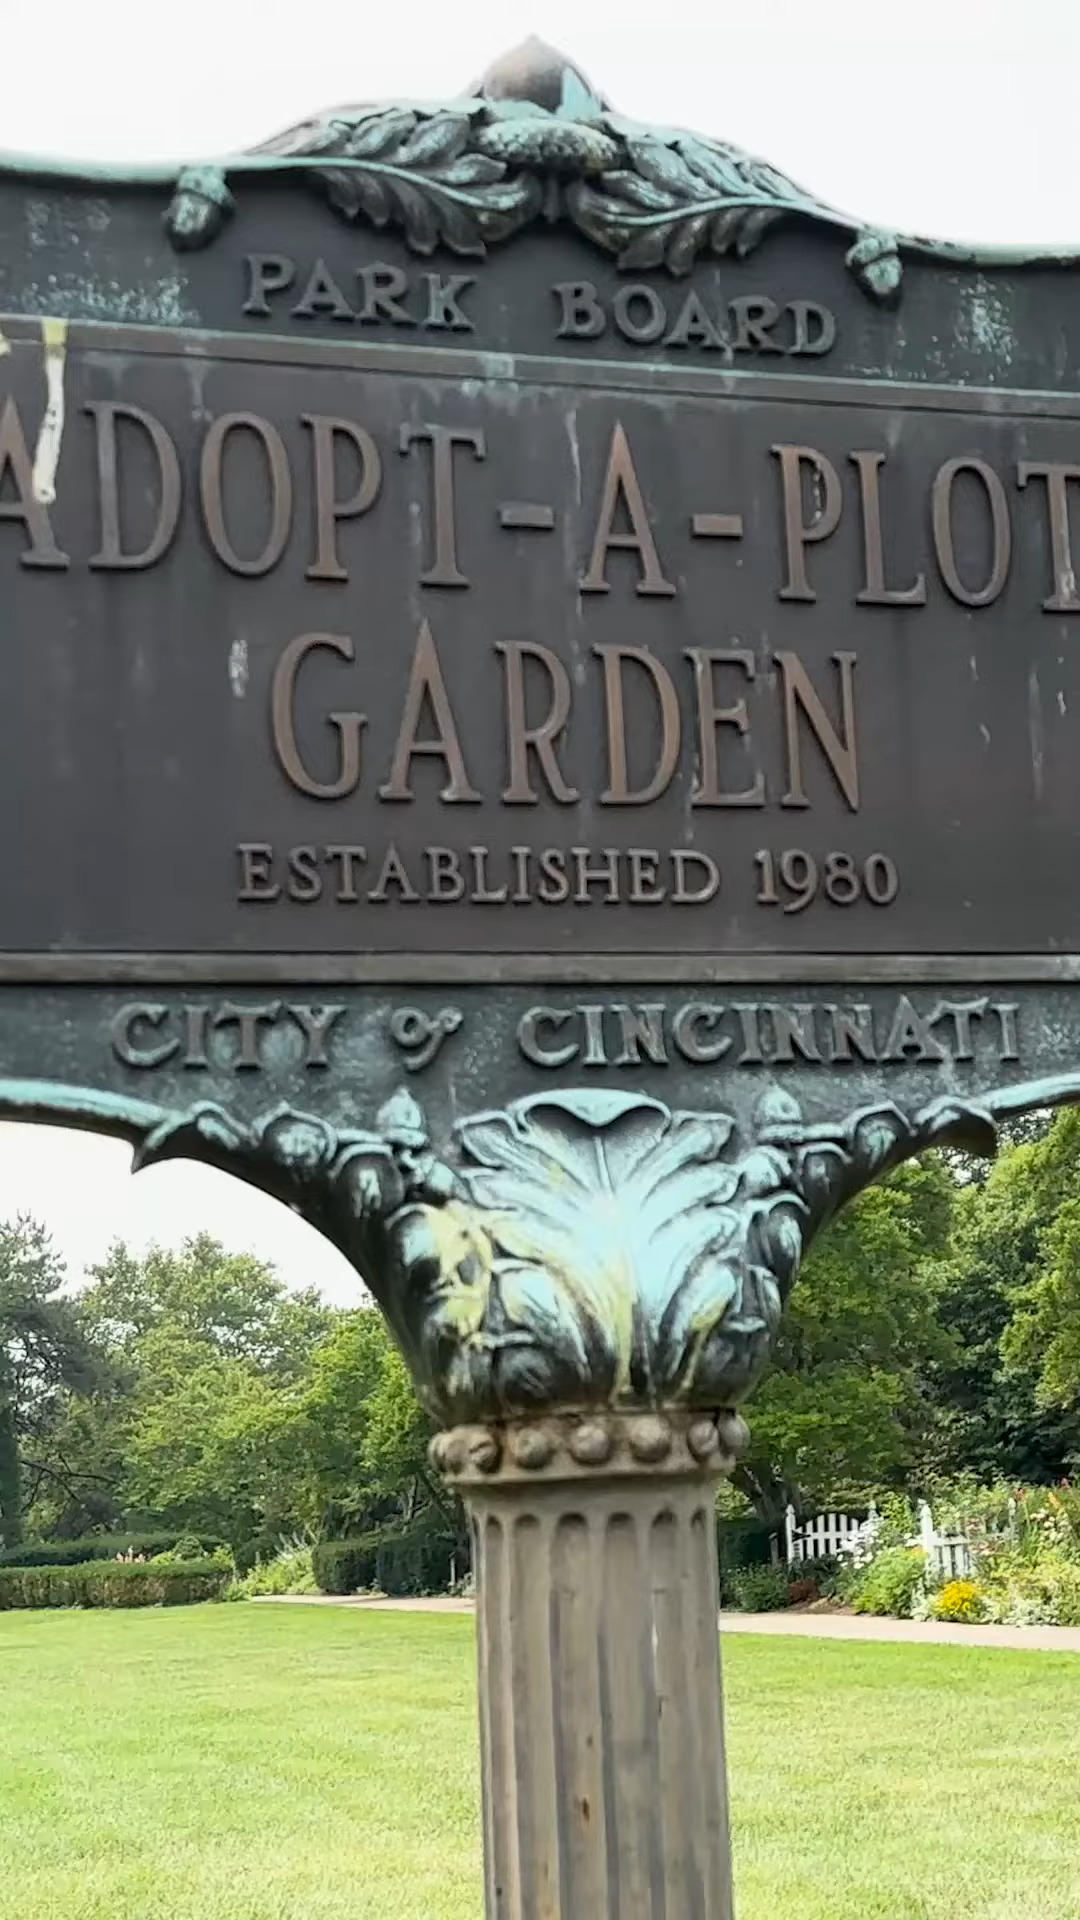 PARK BOARD
ADOPT-A-PLOT
GARDEN
ESTABLISHED 1980
CITY of CINCINNATI